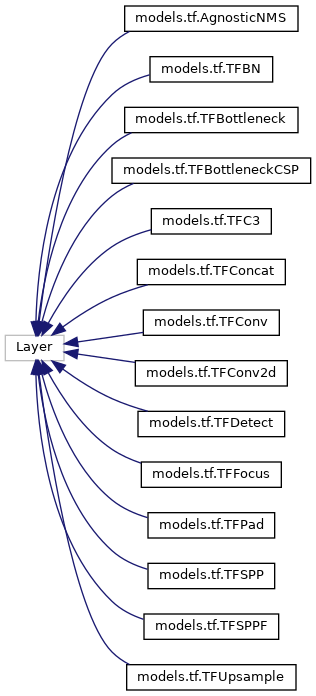 models.tf.AgnosticNMS
models.tf.TFBN
models.tf.TFBottleneck
models.tf.TFBottleneckCSP
models.tf.TFC3
models.tf.TFConcat
models.tf.TFConv
Layer
models.tf.TFConv2d
models.tf.TFDetect
models.tf.TFFocus
models.tf.TFPad
models.tf.TFSPP
models.tf.TFSPPF
models.tf.TFUpsample